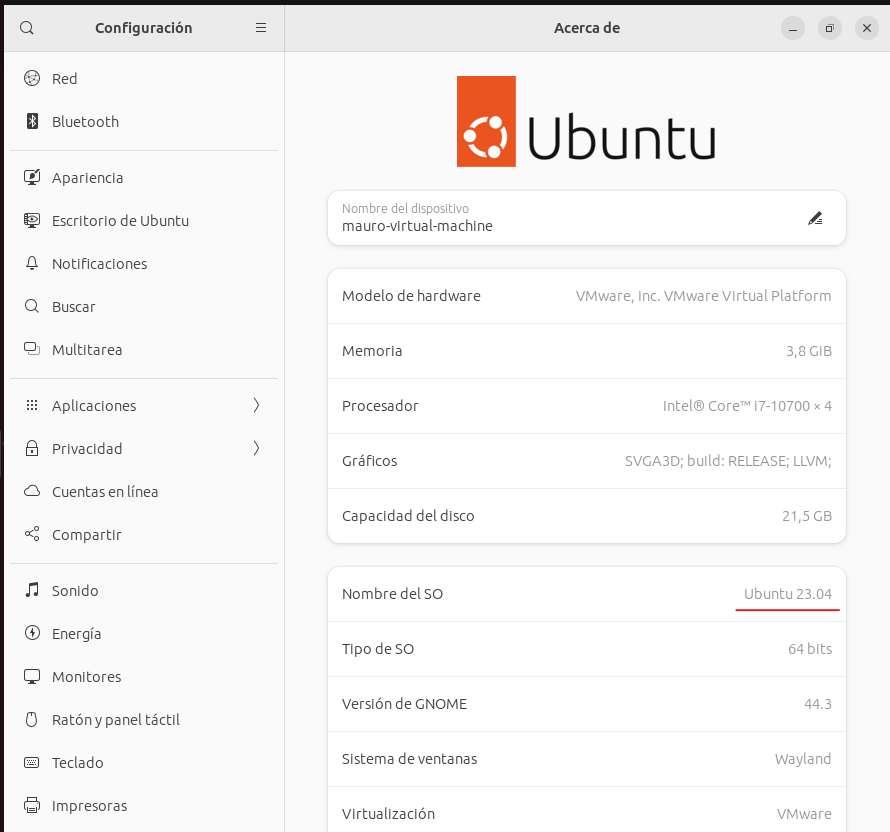 Configuración
Acerca de
Red
Bluetooth
Apariencia
Escritorio de Ubuntu
Notificaciones
Buscar
Multitarea
Aplicaciones
Privacidad
Cuentas en línea
Compartir
Sonido
Energía
Monitores
Ratón y panel táctil
Teclado
Impresoras
Ubuntu
Nombre del dispositivo
mauro-virtual-machine
Modelo de hardware VMware, Inc. VMware Virtual Platform
Memoria 3,8 GiB
Procesador Intel® Core™ i7-10700 × 4
Gráficos SVGA3D; build: RELEASE; LLVM;
Capacidad del disco 21,5 GB
Nombre del SO Ubuntu 23.04
Tipo de SO 64 bits
Versión de GNOME 44.3
Sistema de ventanas Wayland
Virtualización VMware